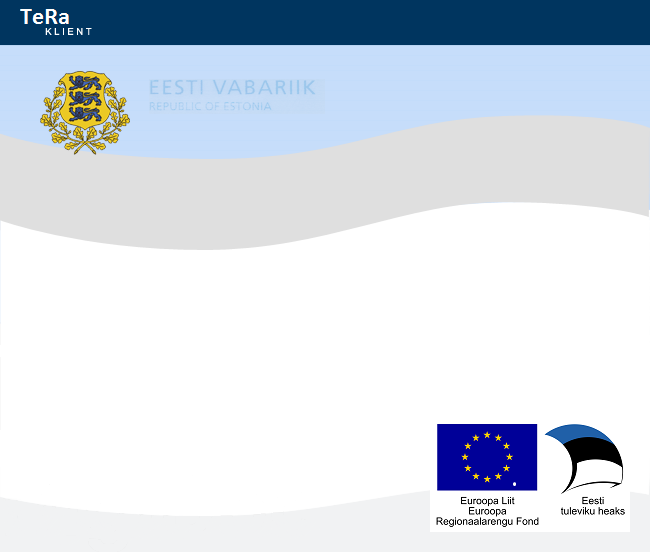 TeRa
KLIENT
EESTI VABARIIK
REPUBLIC OF ESTONIA
Euroopa Liit
Euroopa
Regionaalarengu Fond
Eesti
tuleviku heaks